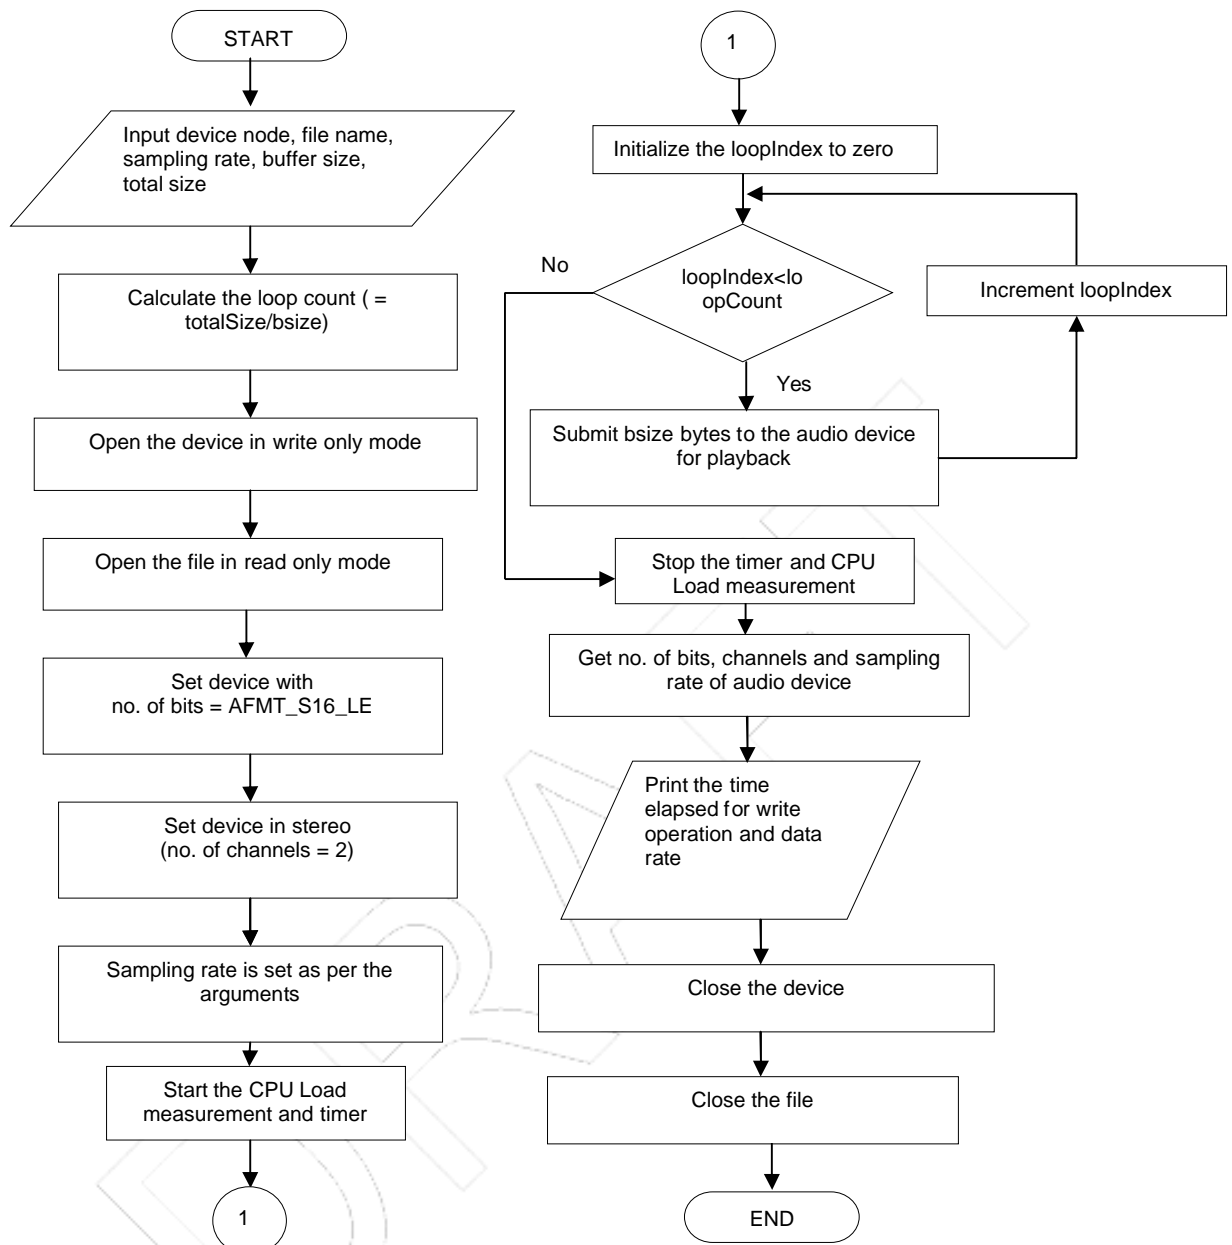 START
Input device node, file name,
sampling rate, buffer size,
total size
Calculate the loop count ( =
totalSize/bsize)
Open the device in write only mode
Open the file in read only mode
Set device with
no. of bits = AFMT_S16_LE
Set device in stereo
(no. of channels = 2)
Sampling rate is set as per the
arguments
Start the CPU Load
measurement and timer
1
1
Initialize the loopIndex to zero
loopIndex<lo
opCount
No
Yes
Increment loopIndex
Submit bsize bytes to the audio device
for playback
Stop the timer and CPU
Load measurement
Get no. of bits, channels and sampling
rate of audio device
Print the time
elapsed for write
operation and data
rate
Close the device
Close the file
END
DRAFT